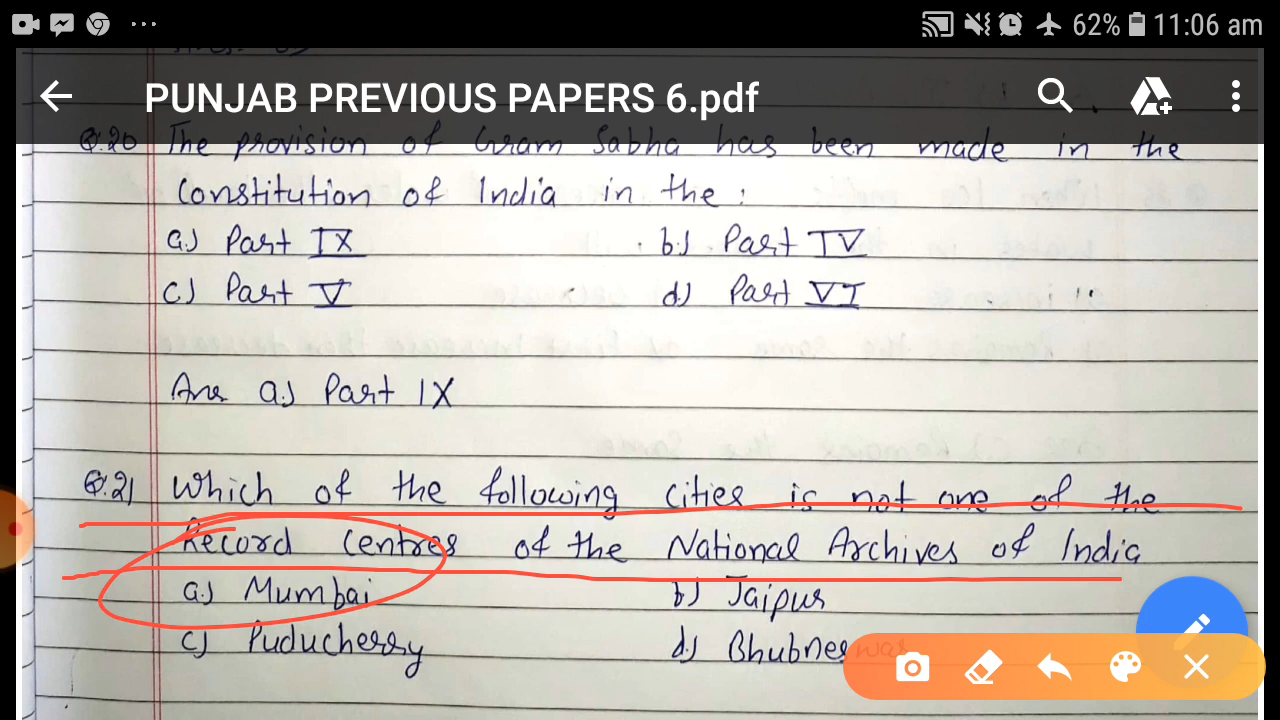 62% 11:06 am
PUNJAB PREVIOUS PAPERS 6.pdf
Q.20 The provision of Gram Sabha has been made in the
Constitution of India in the :
a.) Part IX b.) Part IV
c.) Part V d.) Part VI
Ans a.) Part IX
Q.21 Which of the following cities is not one of the
Record Centres of the National Archives of India
a.) Mumbai b.) Jaipur
c.) Puducherry d.) Bhubneswar